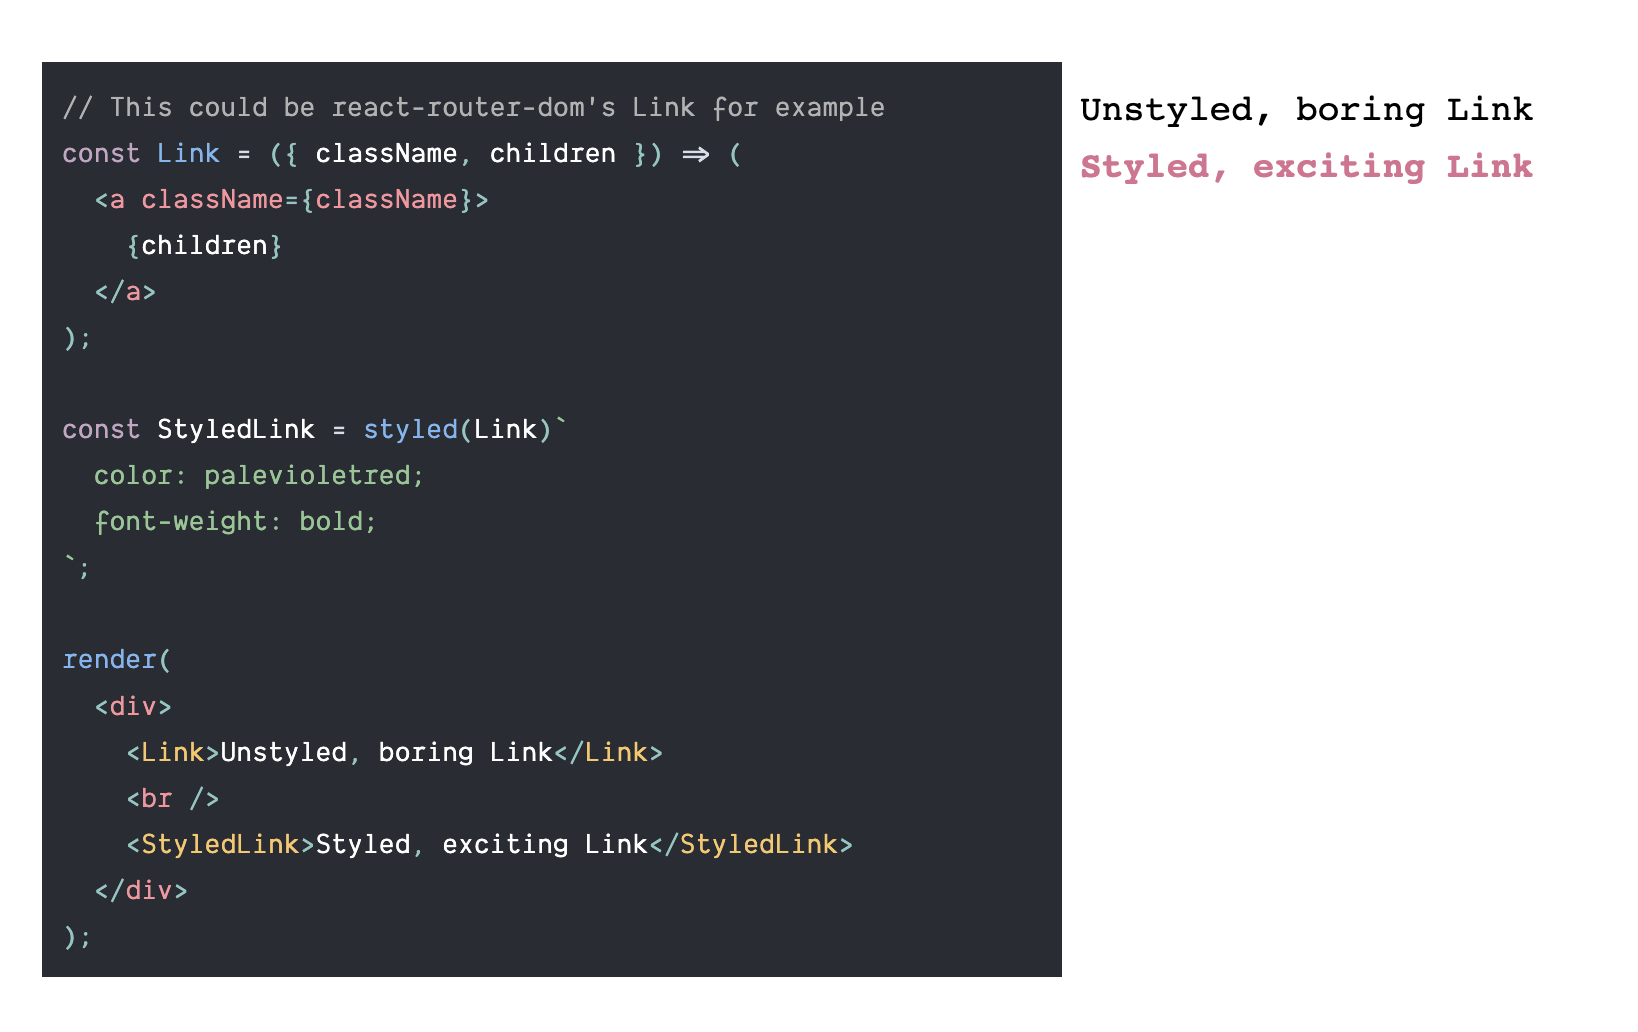 // This could be react-router-dom's Link for example
const Link = ({ className, children }) => (
  <a className={className}>
    {children}
  </a>
);

const StyledLink = styled(Link)`
  color: palevioletred;
  font-weight: bold;
`;

render(
  <div>
    <Link>Unstyled, boring Link</Link>
    <br />
    <StyledLink>Styled, exciting Link</StyledLink>
  </div>
);
Unstyled, boring Link
Styled, exciting Link